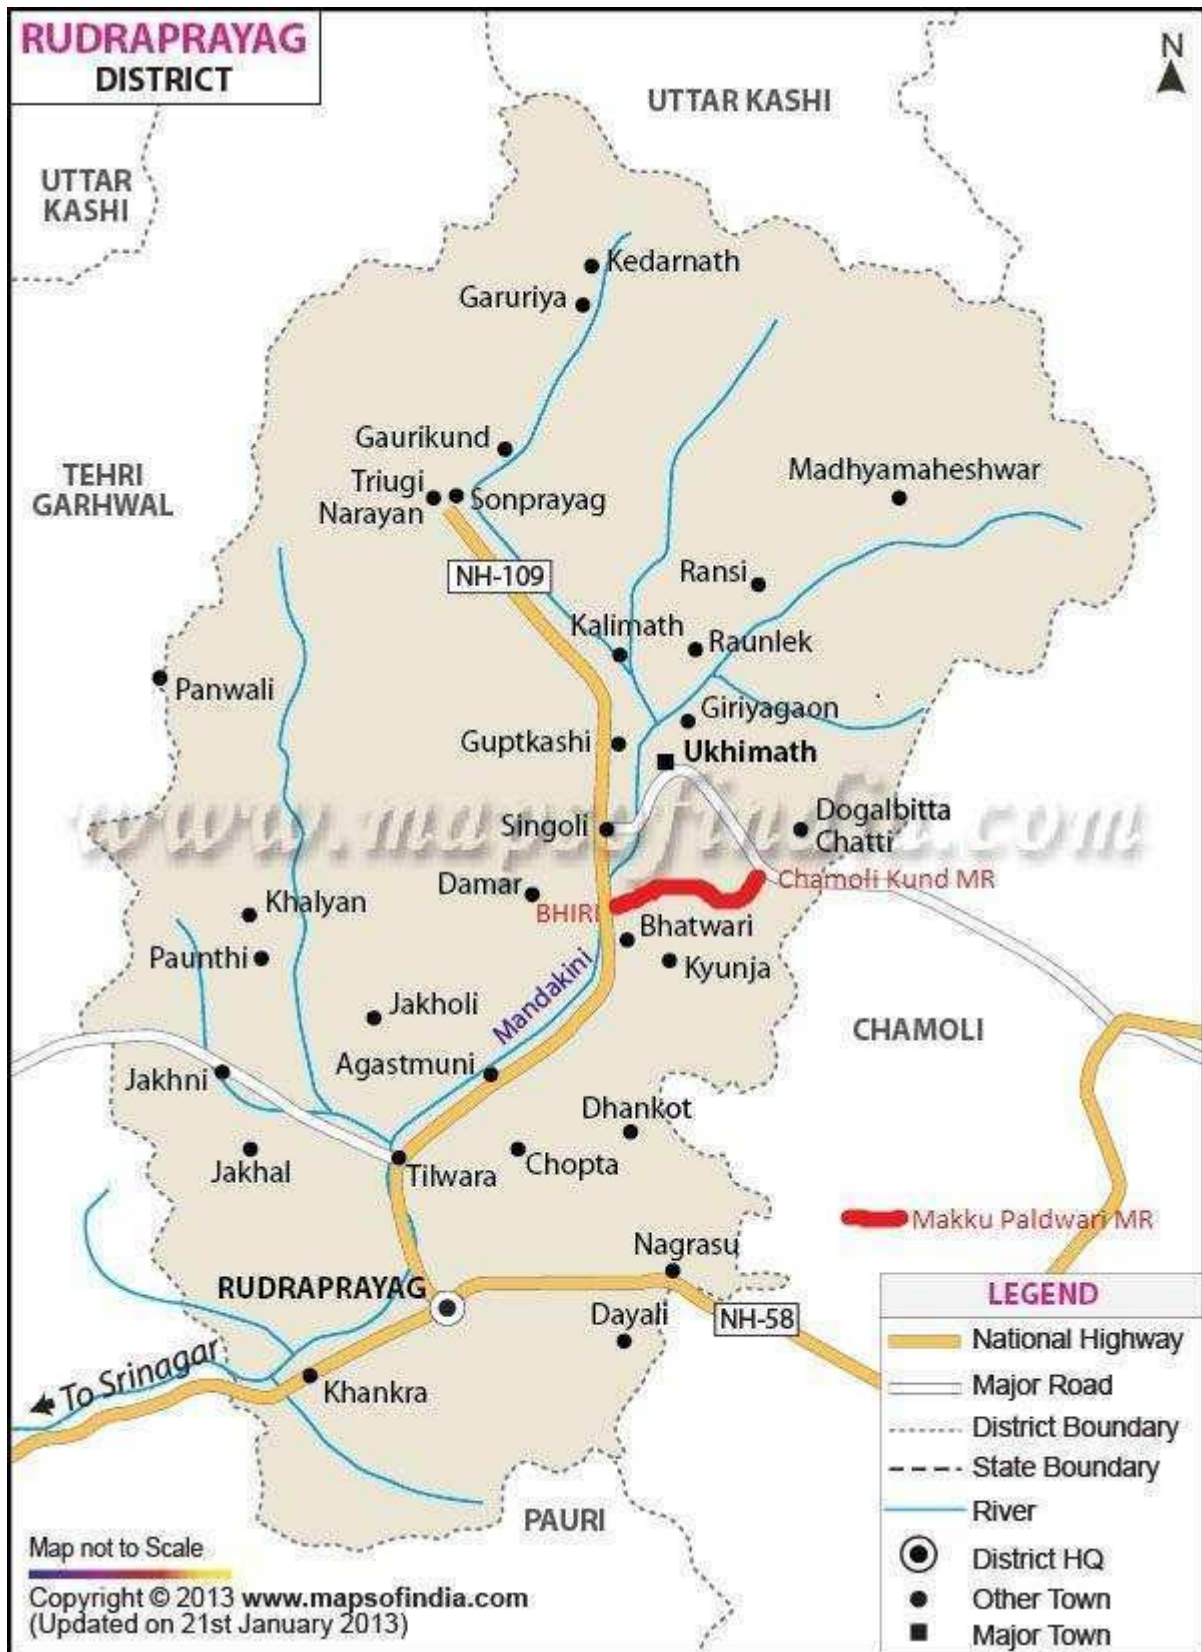 RUDRAPRAYAG
DISTRICT
N
UTTAR KASHI
UTTAR
KASHI
Kedarnath
Garuriya
Gaurikund
TEHRI
GARHWAL
Triugi
Narayan
Sonprayag
Madhyamaheshwar
NH-109
Ransi
Kalimath
Raunlek
Panwali
Giriyagaon
Guptkashi
Ukhimath
www.mapsofindia.com
Singoli
Dogalbitta
Chatti
Damar
Chamoli Kund MR
Khalyan
BHIRI
Bhatwari
Paunthi
Kyunja
Mandakini
Jakholi
CHAMOLI
Agastmuni
Jakhni
Dhankot
Jakhal
Tilwara
Chopta
Makku Paldwari MR
Nagrasu
RUDRAPRAYAG
Dayali
NH-58
To Srinagar
Khankra
LEGEND
National Highway
Major Road
District Boundary
State Boundary
River
District HQ
Other Town
Major Town
PAURI
Map not to Scale
Copyright © 2013 www.mapsofindia.com
(Updated on 21st January 2013)